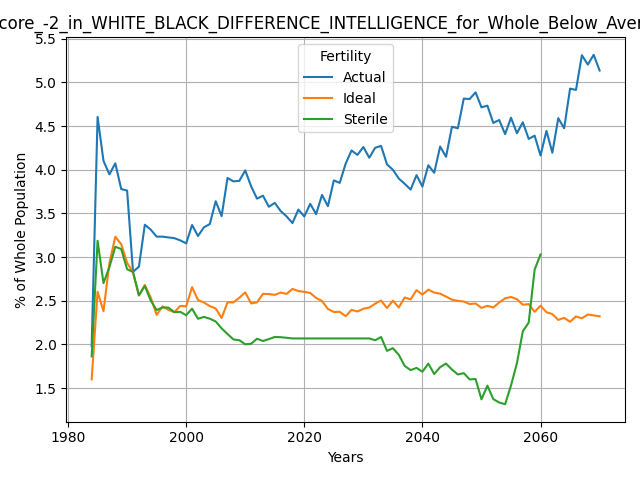 core_-2_in_WHITE_BLACK_DIFFERENCE_INTELLIGENCE_for_Whole_Below_Aver
Fertility
Actual
Ideal
Sterile
% of Whole Population
5.5
5.0
4.5
4.0
3.5
3.0
2.5
2.0
1.5
1980
2000
2020
2040
2060
Years